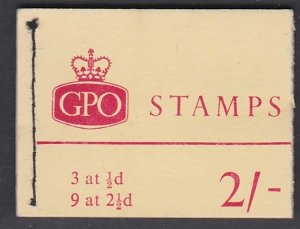 GPO STAMPS
3 at ½d
9 at 2½d 2/-